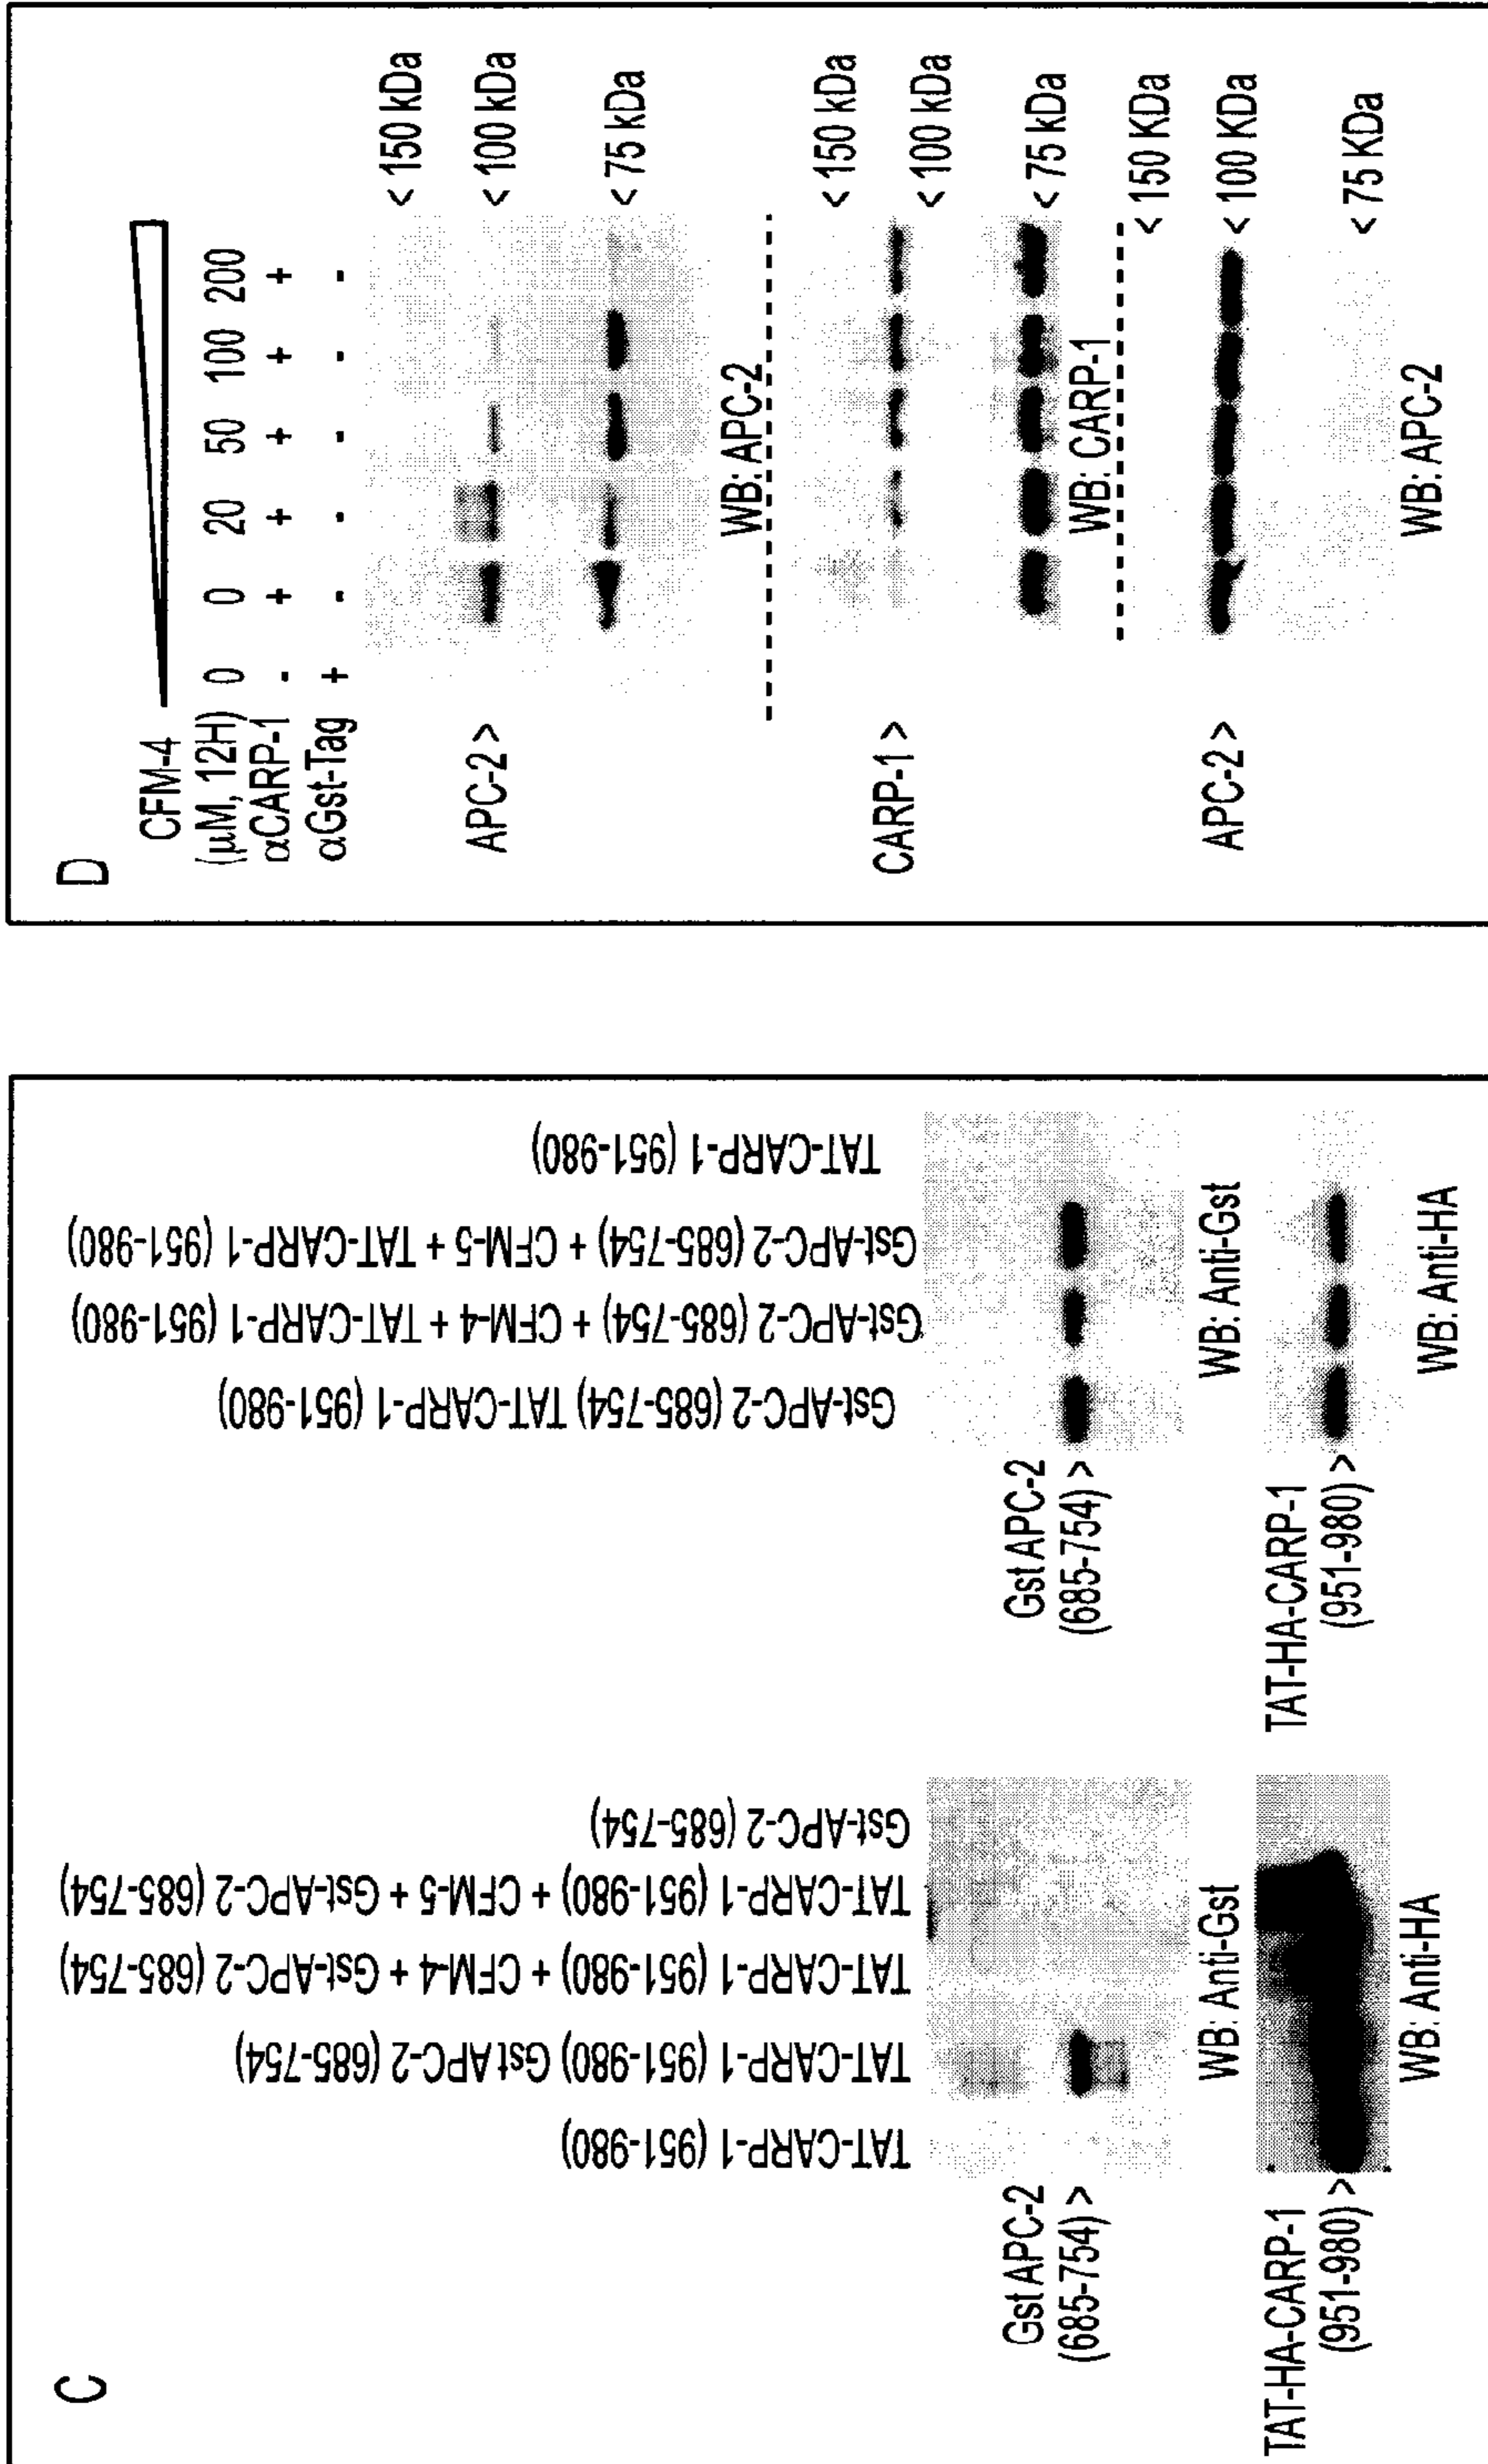 C
TAT-CARP-1 (951-980)
TAT-CARP-1 (951-980) Gst APC-2 (685-754)
TAT-CARP-1 (951-980) + CFM-4 + Gst-APC-2 (685-754)
TAT-CARP-1 (951-980) + CFM-5 + Gst-APC-2 (685-754)
Gst-APC-2 (685-754)
Gst APC-2
(685-754) >
WB: Anti-Gst
TAT-HA-CARP-1
(951-980) >
WB: Anti-HA
Gst-APC-2 (685-754) TAT-CARP-1 (951-980)
Gst-APC-2 (685-754) + CFM-4 + TAT-CARP-1 (951-980)
Gst-APC-2 (685-754) + CFM-5 + TAT-CARP-1 (951-980)
TAT-CARP-1 (951-980)
Gst APC-2
(685-754) >
WB: Anti-Gst
TAT-HA-CARP-1
(951-980) >
WB: Anti-HA
D
CFM-4
(μM, 12H) 0 0 20 50 100 200
αCARP-1 - + + + + +
αGst-Tag + - - - - -
< 150 kDa
APC-2 > < 100 kDa
< 75 kDa
WB: APC-2
< 150 kDa
CARP-1 >
< 100 kDa
< 75 kDa
WB: CARP-1
< 150 KDa
APC-2 > < 100 KDa
< 75 KDa
WB: APC-2